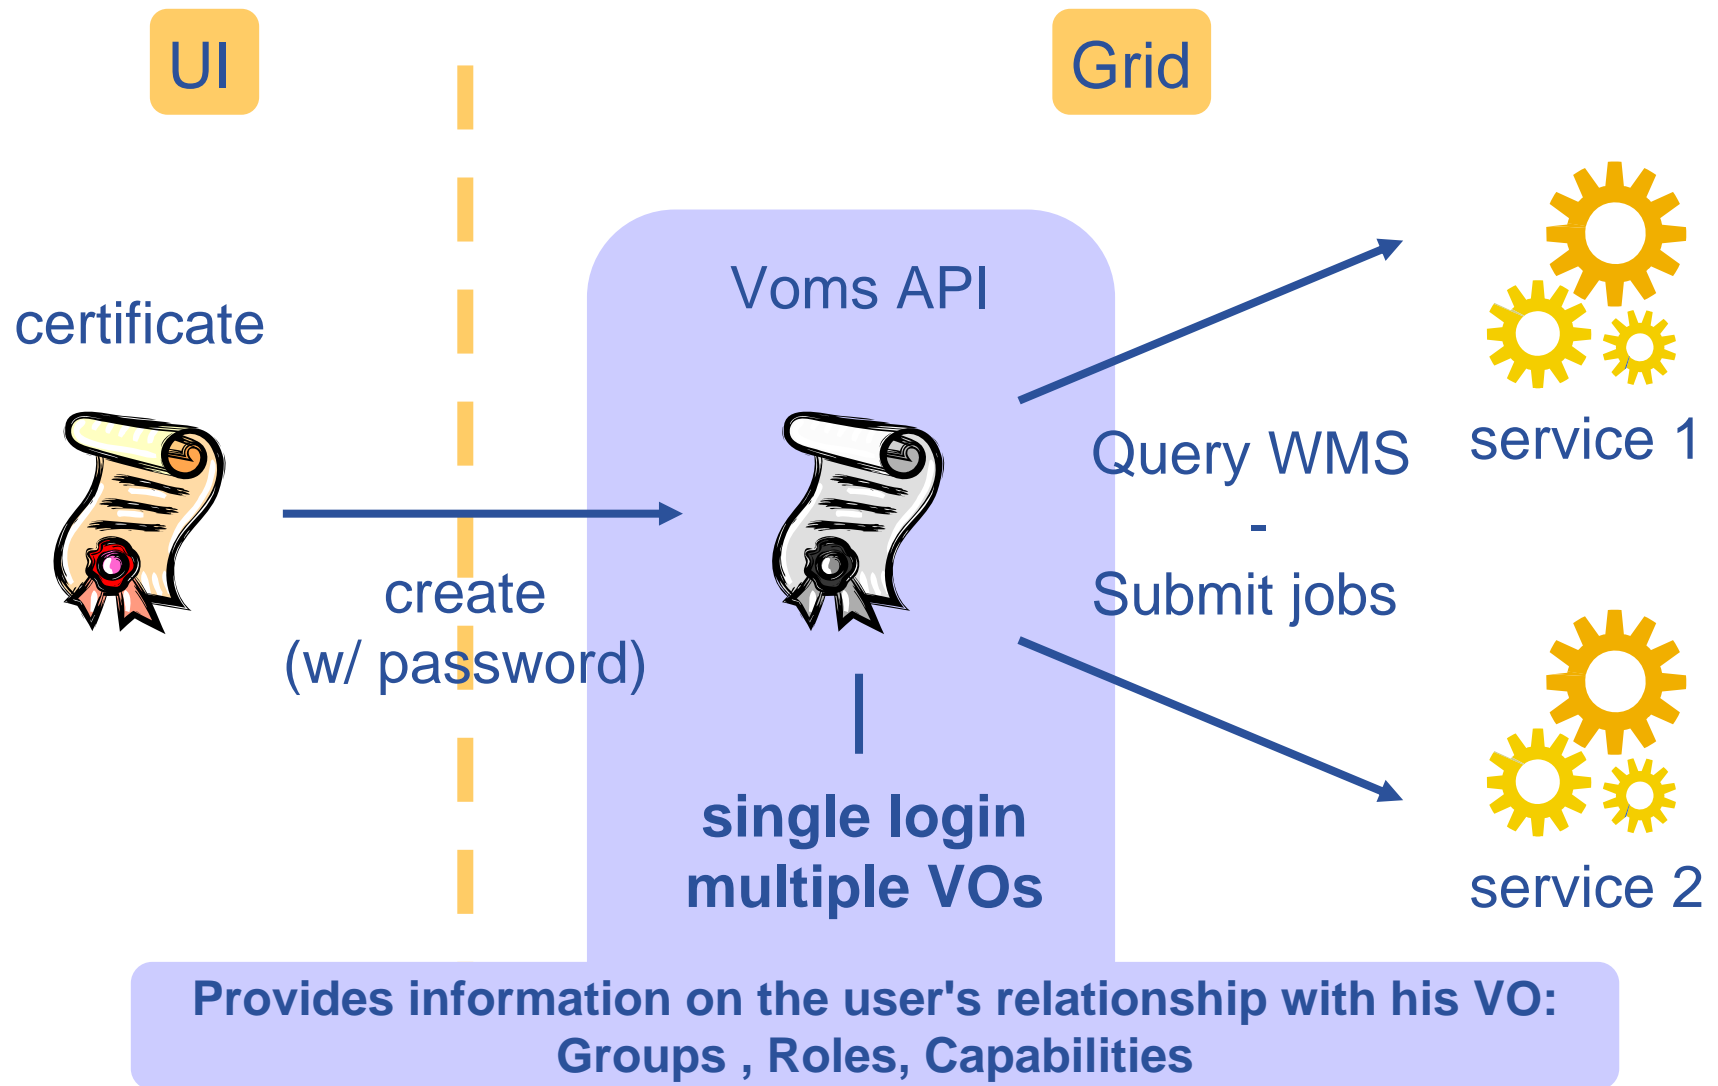 UI
Grid
certificate
Voms API
create
(w/ password)
Query WMS
-
Submit jobs
service 1
service 2
single login
multiple VOs
Provides information on the user's relationship with his VO:
Groups , Roles, Capabilities